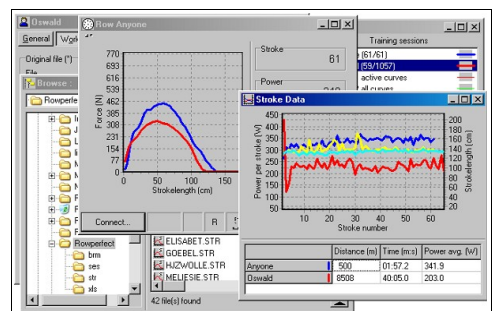 Oswald
General
Original file (*)
Browse :
Rowperfect
brm
ses
str
xls
ELISABET.STR
GOEBEL.STR
HJZWOLLE.STR
MELIESIE.STR
42 file(s) found
Row Anyone
770
693
616
539
462
385
308
231
154
77
0
Force (N)
0 50 100 150
Strokelength (cm)
Stroke
61
Power
Connect...
R
Training sessions
(61/61)
(59/1057)
active curves
all curves
Stroke Data
450
400
350
300
250
200
150
100
50
Power per stroke (W)
200
180
160
140
120
100
80
60
40
20
Strokelength (cm)
10 20 30 40 50 60
Stroke number
Distance (m) Time (m:s) Power avg. (W)
Anyone 500 01:57.2 341.9
Oswald 8508 40:05.0 203.0